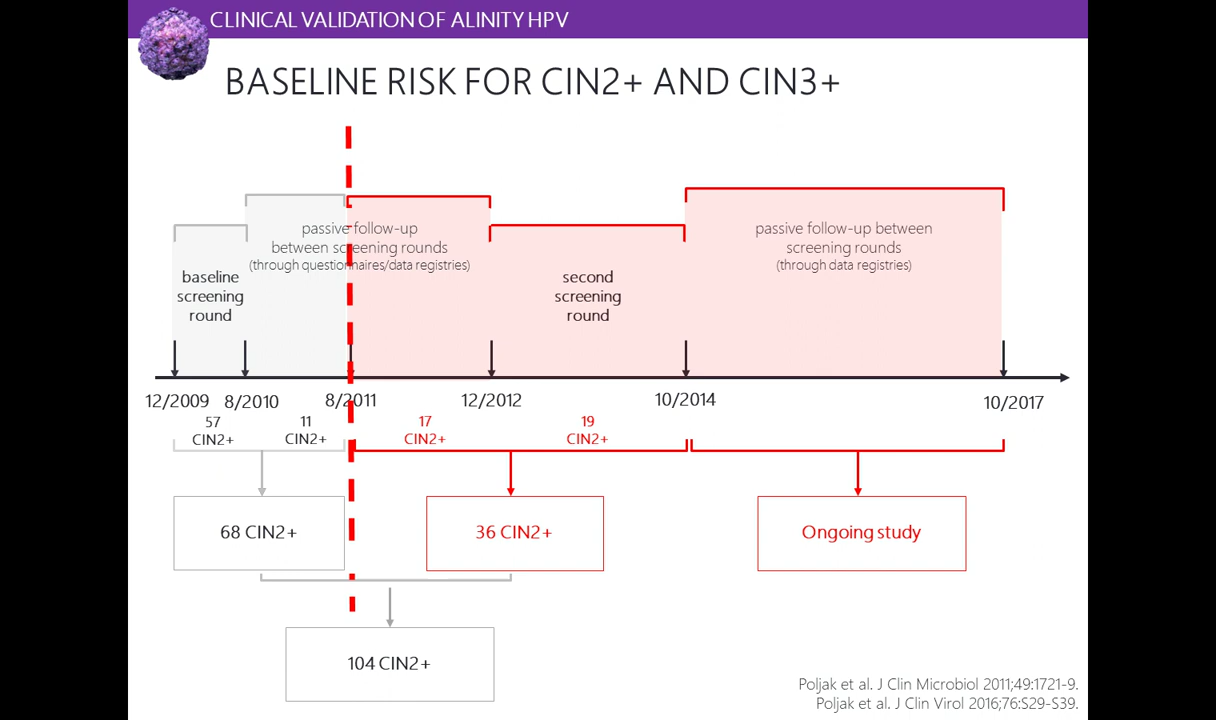 CLINICAL VALIDATION OF ALINITY HPV
BASELINE RISK FOR CIN2+ AND CIN3+
passive follow-up
between screening rounds
(through questionnaires/data registries)
passive follow-up between
screening rounds
(through data registries)
baseline
screening
round
second
screening
round
12/2009
8/2010
8/2011
12/2012
10/2014
10/2017
57
CIN2+
11
CIN2+
17
CIN2+
19
CIN2+
68 CIN2+
36 CIN2+
Ongoing study
104 CIN2+
Poljak et al. J Clin Microbiol 2011;49:1721-9.
Poljak et al. J Clin Virol 2016;76:S29-S39.